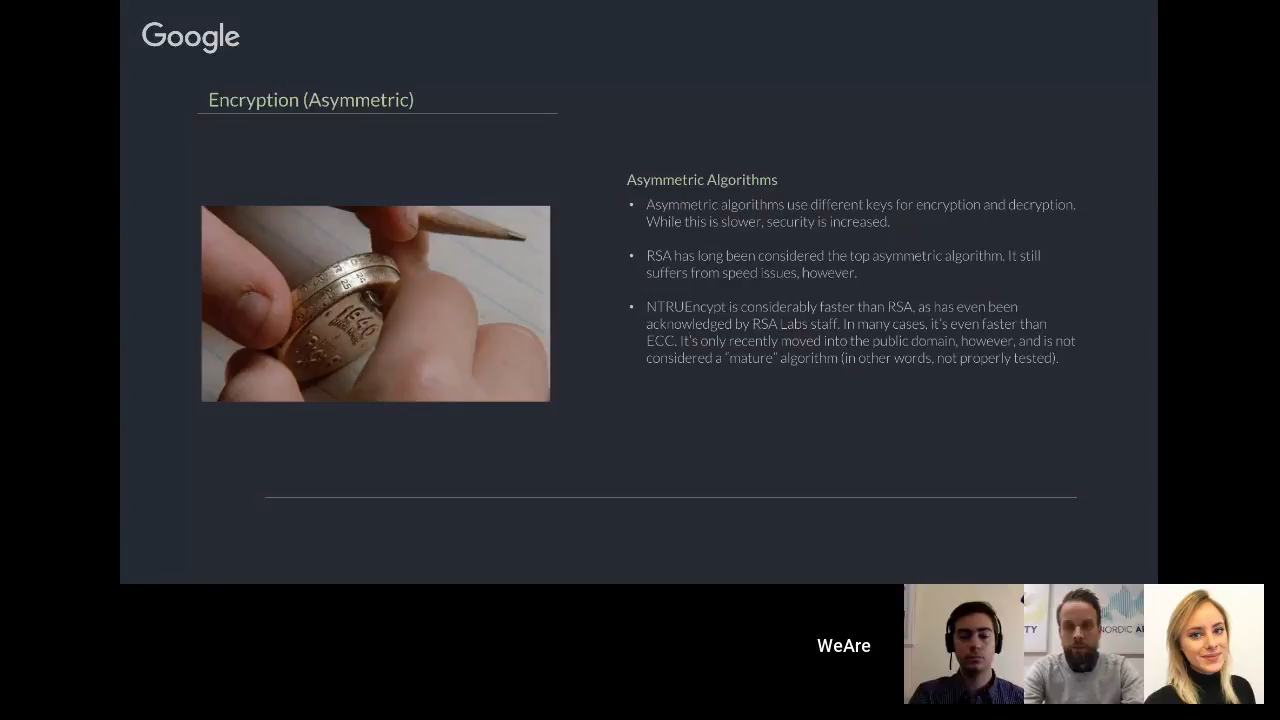 Google
Encryption (Asymmetric)
Asymmetric Algorithms
• Asymmetric algorithms use different keys for encryption and decryption.
While this is slower, security is increased.
• RSA has long been considered the top asymmetric algorithm. It still
suffers from speed issues, however.
• NTRUEncypt is considerably faster than RSA, as has even been
acknowledged by RSA Labs staff. In many cases, it's even faster than
ECC. It's only recently moved into the public domain, however, and is not
considered a "mature" algorithm (in other words, not properly tested).
1940
WeAre
TY
NORDIC A